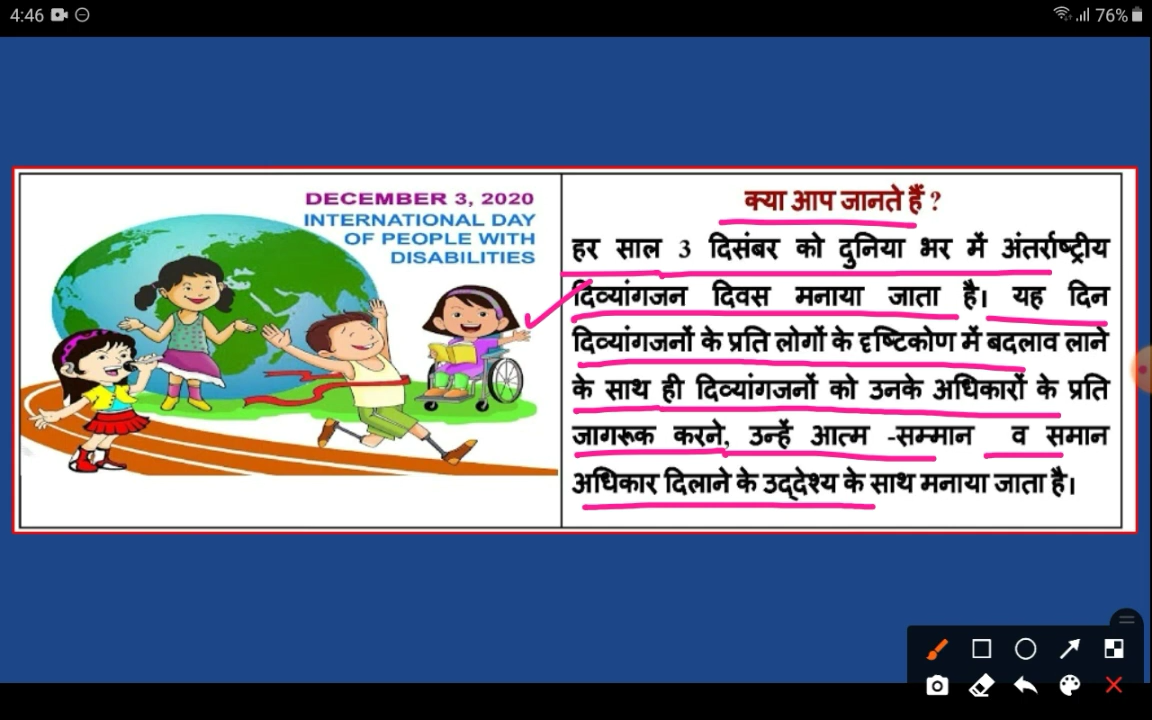 4:46
76%
DECEMBER 3, 2020
INTERNATIONAL DAY
OF PEOPLE WITH
DISABILITIES
क्या आप जानते हैं ?
हर साल 3 दिसंबर को दुनिया भर में अंतर्राष्ट्रीय
दिव्यांगजन दिवस मनाया जाता है। यह दिन
दिव्यांगजनों के प्रति लोगों के दृष्टिकोण में बदलाव लाने
के साथ ही दिव्यांगजनों को उनके अधिकारों के प्रति
जागरूक करने, उन्हें आत्म -सम्मान व समान
अधिकार दिलाने के उद्देश्य के साथ मनाया जाता है।